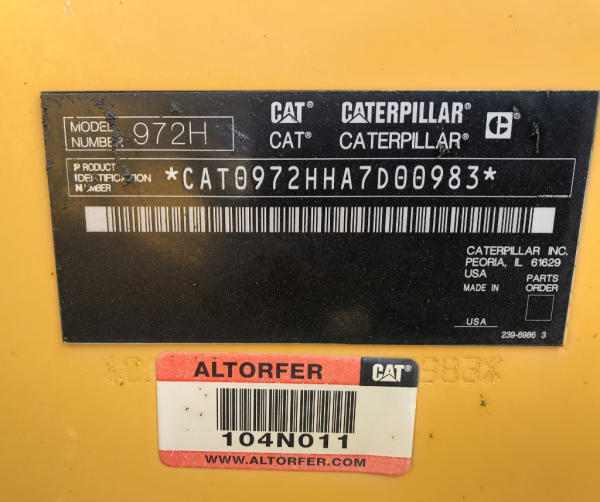 CAT® CATERPILLAR®
MODEL NUMBER 972H
CAT® CATERPILLAR®
PRODUCT IDENTIFICATION NUMBER *CAT0972HHA7D00983*
CATERPILLAR INC.
PEORIA, IL 61629
USA
MADE IN
PARTS ORDER
USA
239-6986 3
ALTORFER CAT®
104N011
WWW.ALTORFER.COM